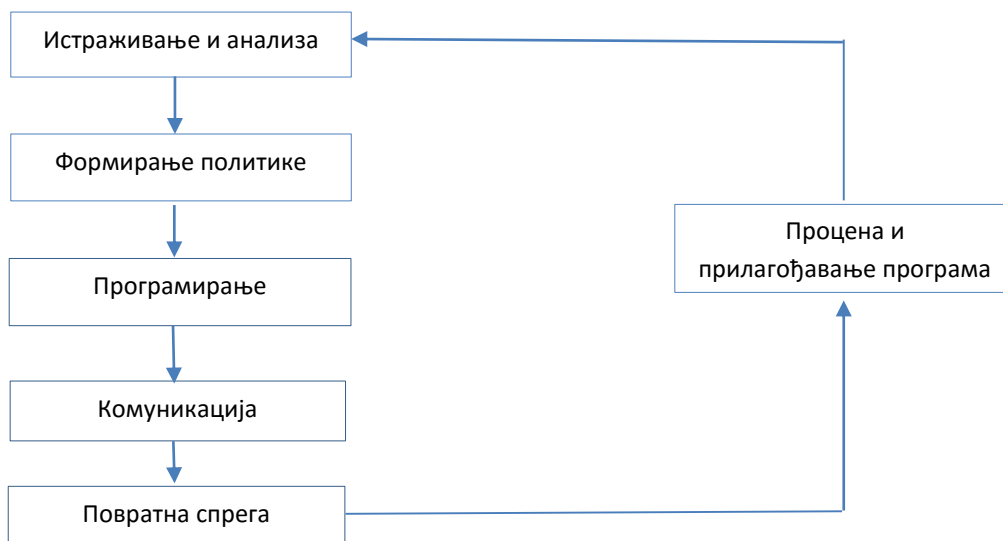 Истраживање и анализа
Формирање политике
Програмирање
Комуникација
Повратна спрега
Процена и
прилагођавање програма